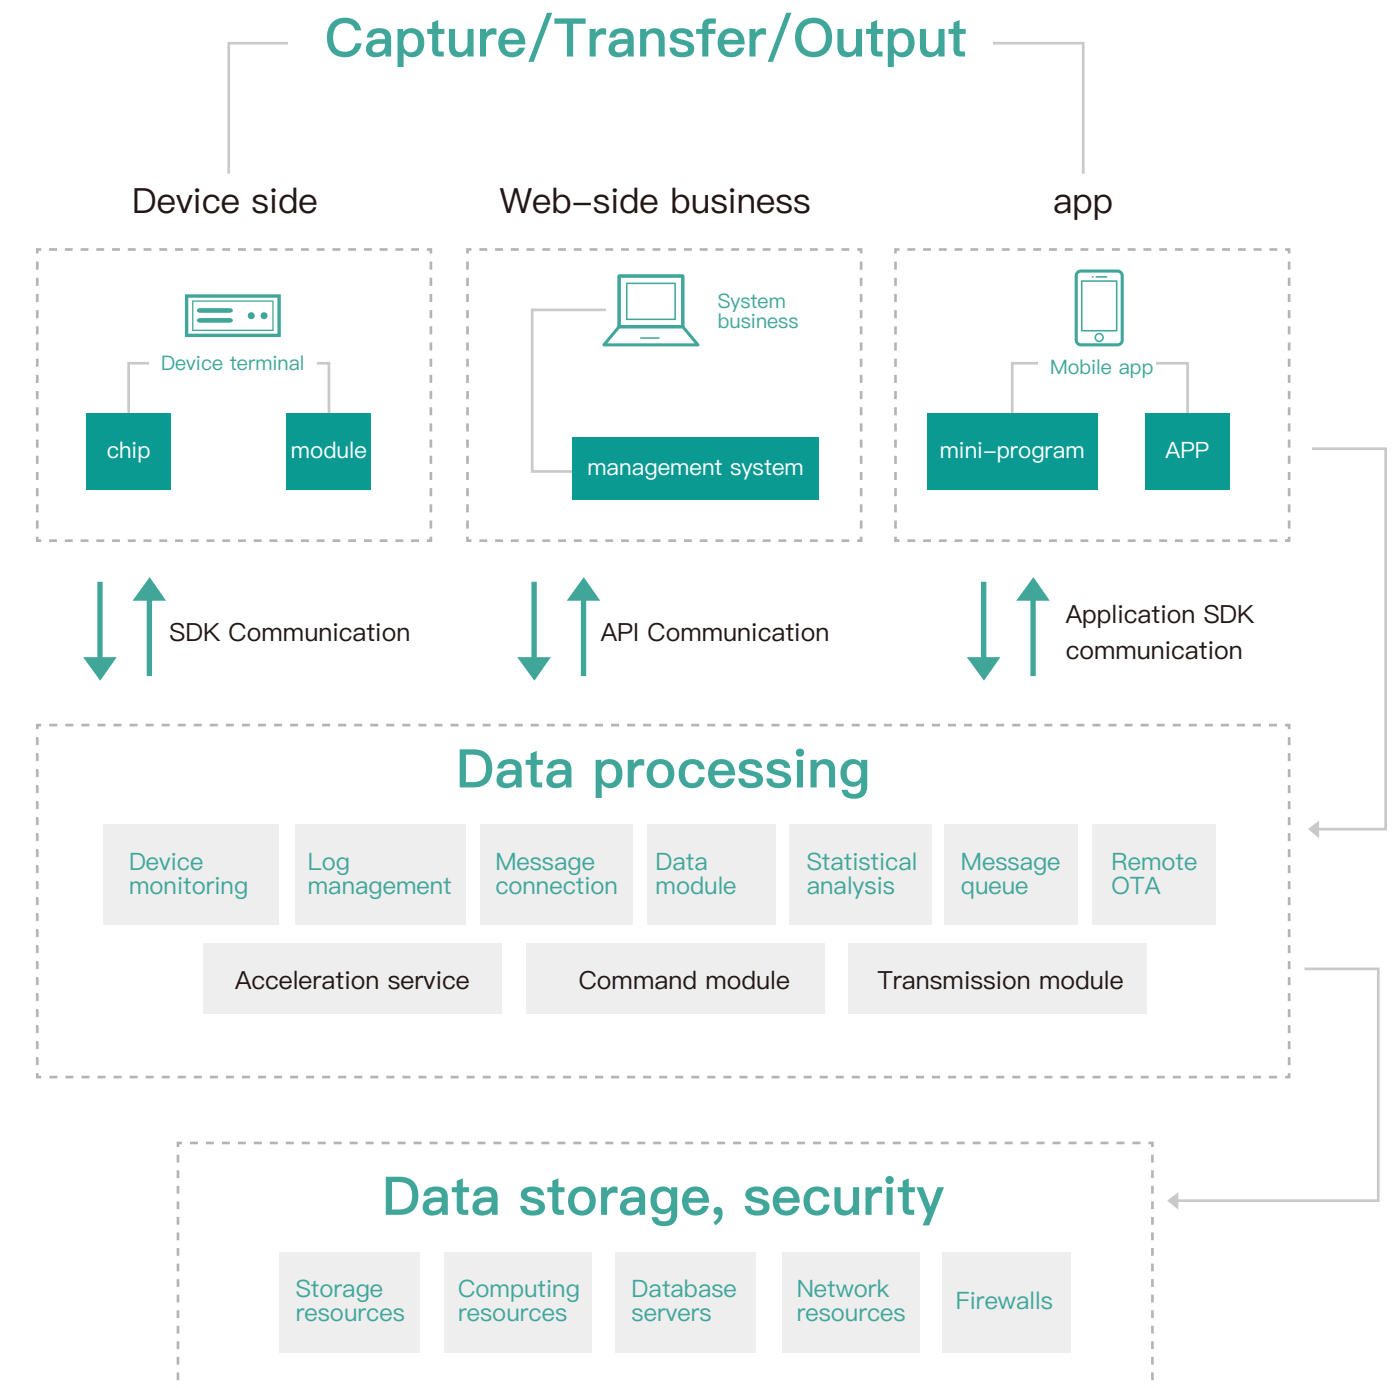 Capture/Transfer/Output
Device side
Web-side business
app
Device terminal
chip
module
System
business
management system
Mobile app
mini-program
APP
SDK Communication
API Communication
Application SDK
communication
Data processing
Device
monitoring
Log
management
Message
connection
Data
module
Statistical
analysis
Message
queue
Remote
OTA
Acceleration service
Command module
Transmission module
Data storage, security
Storage
resources
Computing
resources
Database
servers
Network
resources
Firewalls